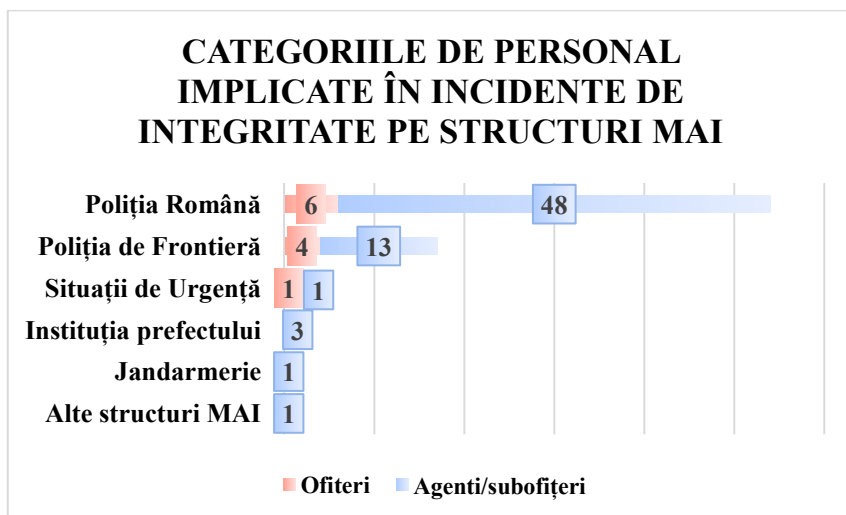 CATEGORIILE DE PERSONAL
IMPLICATE ÎN INCIDENTE DE
INTEGRITATE PE STRUCTURI MAI
Poliția Română 6 48
Poliția de Frontieră 4 13
Situații de Urgență 1 1
Instituția prefectului 3
Jandarmerie 1
Alte structuri MAI 1
Ofiteri Agenti/subofițeri